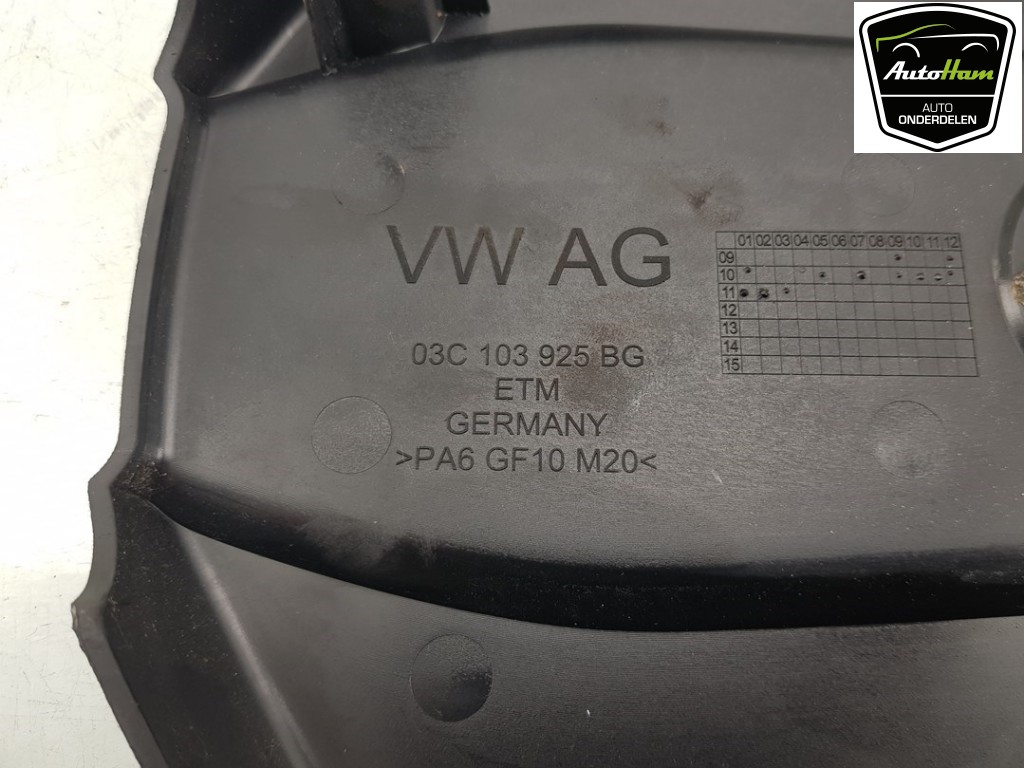 AutoHam
AUTO
ONDERDELEN
VW AG
01 02 03 04 05 06 07 08 09 10 11 12
09
10
11
12
13
14
15
03C 103 925 BG
ETM
GERMANY
>PA6 GF10 M20<